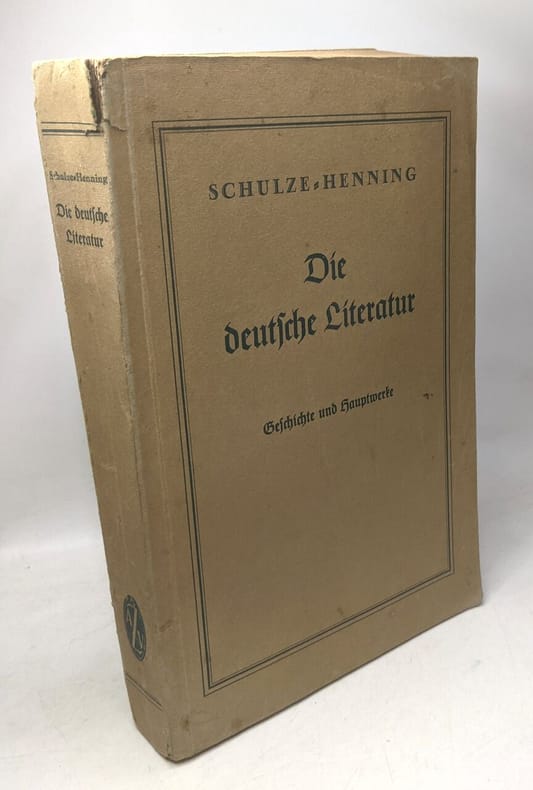 Schulze=Henning
Die deutsche
Literatur
SCHULZE=HENNING
Die
deutsche Literatur
Geschichte und Hauptwerke